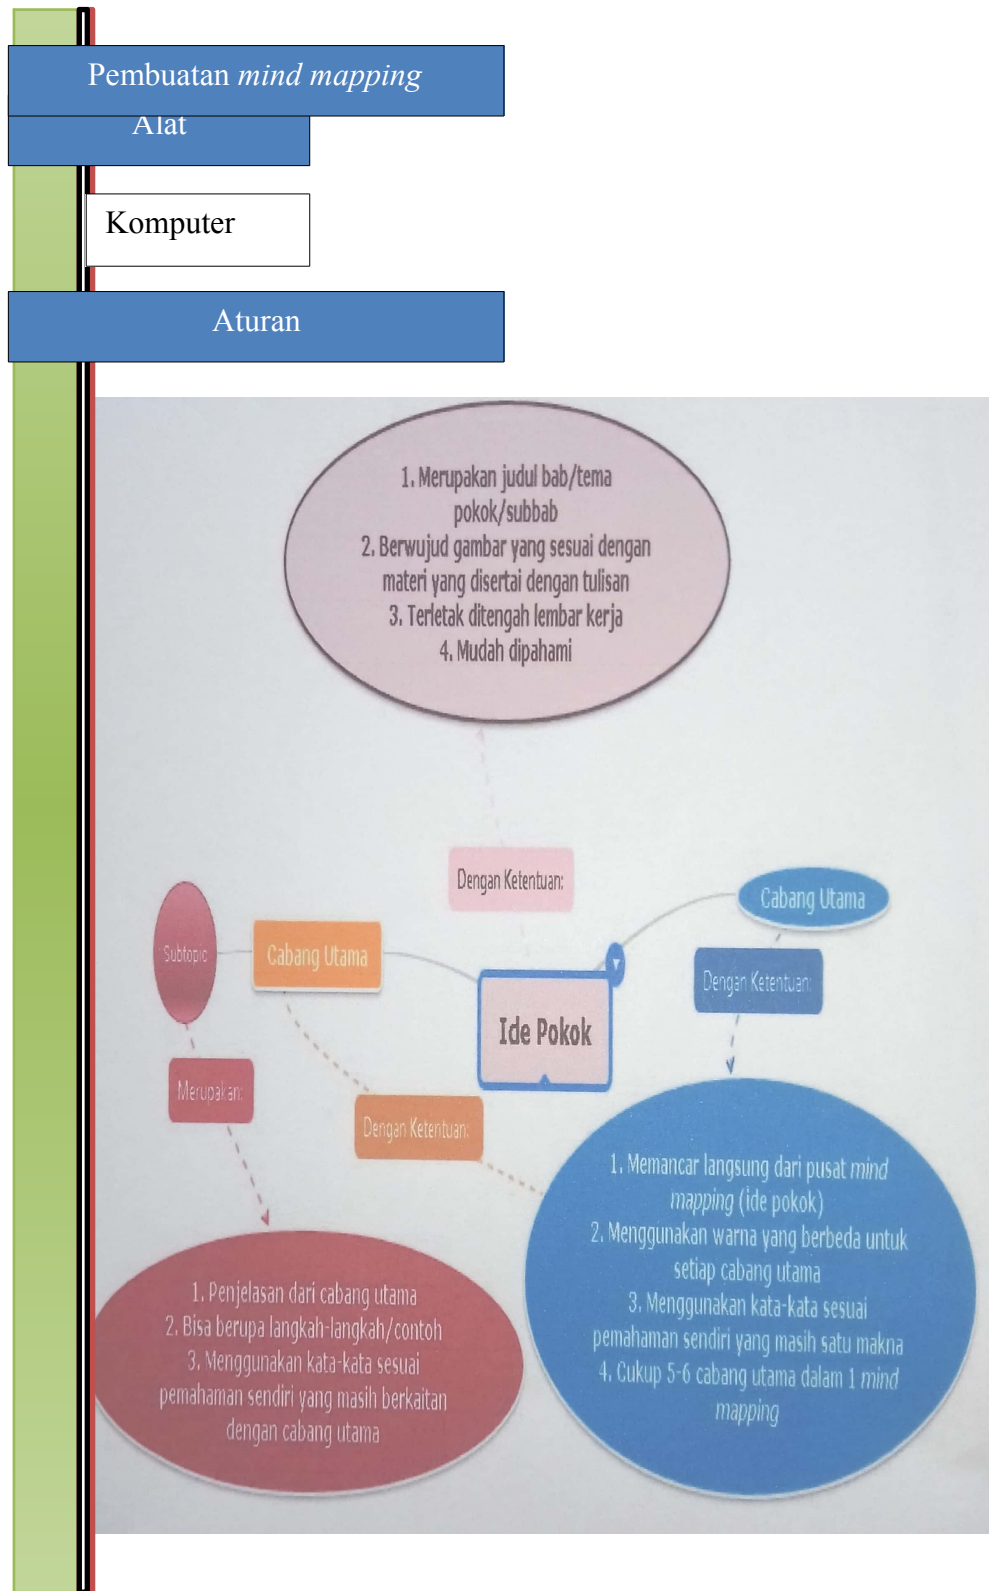 Pembuatan mind mapping
Alat
Komputer
Aturan
1. Merupakan judul bab/tema
pokok/subbab
2. Berwujud gambar yang sesuai dengan
materi yang disertai dengan tulisan
3. Terletak ditengah lembar kerja
4. Mudah dipahami
Dengan Ketentuan:
Cabang Utama
Subtopic
Cabang Utama
Dengan Ketentuan:
Ide Pokok
Merupakan:
Dengan Ketentuan:
1. Memancar langsung dari pusat mind
mapping (ide pokok)
2. Menggunakan warna yang berbeda untuk
setiap cabang utama
3. Menggunakan kata-kata sesuai
pemahaman sendiri yang masih satu makna
4. Cukup 5-6 cabang utama dalam 1 mind
mapping
1. Penjelasan dari cabang utama
2. Bisa berupa langkah-langkah/contoh
3. Menggunakan kata-kata sesuai
pemahaman sendiri yang masih berkaitan
dengan cabang utama